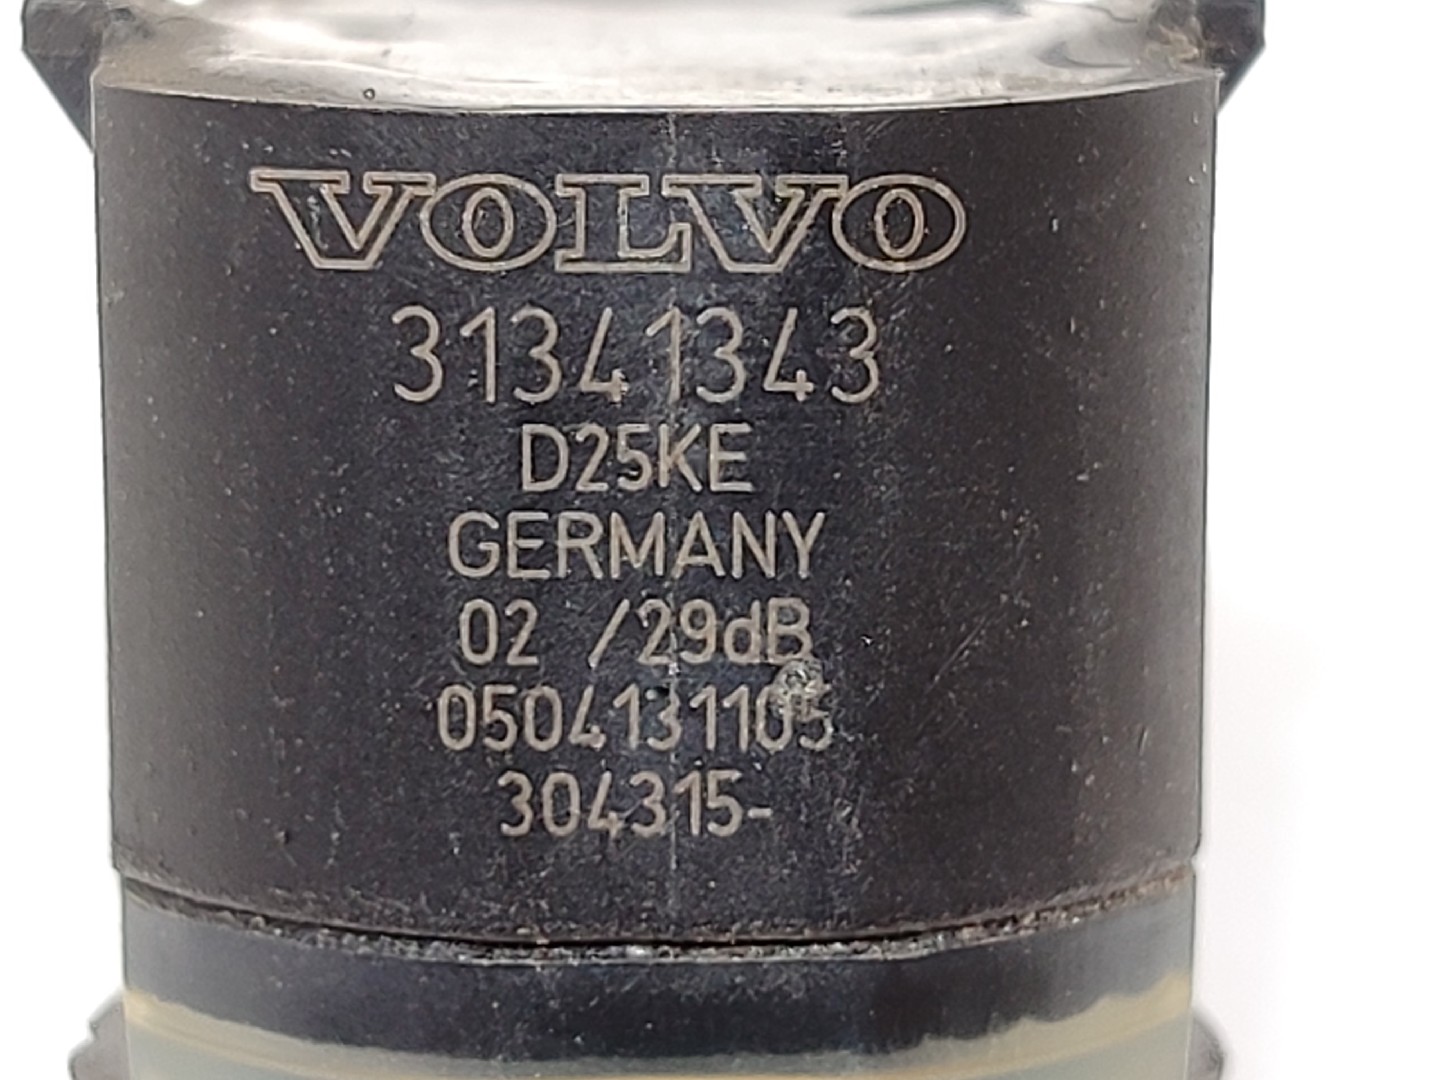 VOLVO
31341343
D25KE
GERMANY
02 /29dB
0504131105
304315-